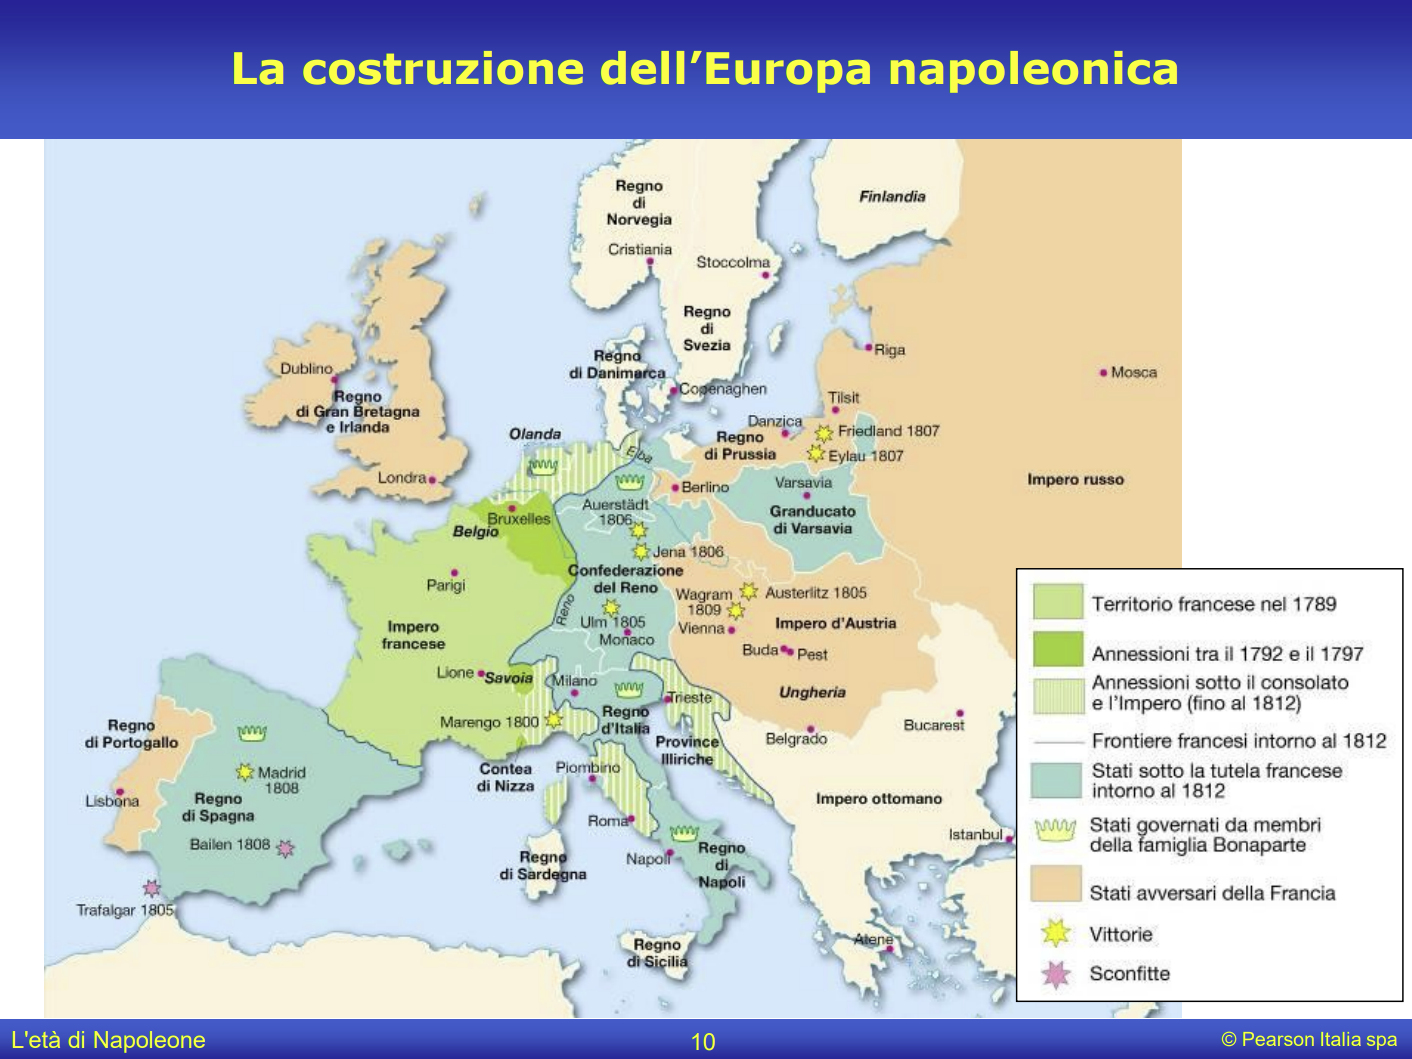 La costruzione dell’Europa napoleonica
Regno
di
Norvegia
Cristiania
Stoccolma
Finlandia
Regno
di
Svezia
Regno
di Danimarca
Copenaghen
Riga
Mosca
Dublino
Regno
di Gran Bretagna
e Irlanda
Londra
Olanda
Elba
Tilsit
Danzica
Friedland 1807
Regno
di Prussia
Eylau 1807
Berlino
Varsavia
Granducato
di Varsavia
Impero russo
Auerstädt
1806
Jena 1806
Bruxelles
Belgio
Parigi
Confederazione
del Reno
Reno
Ulm 1805
Monaco
Wagram
1809
Austerlitz 1805
Vienna
Impero d’Austria
Buda
Pest
Ungheria
Impero
francese
Lione
Savoia
Milano
Trieste
Marengo 1800
Regno
d’Italia
Province
Illiriche
Belgrado
Bucarest
Contea
di Nizza
Piombino
Impero ottomano
Istanbul
Regno
di Portogallo
Lisbona
Madrid
1808
Regno
di Spagna
Bailen 1808
Trafalgar 1805
Roma
Napoli
Regno
di
Napoli
Regno
di Sardegna
Regno
di Sicilia
Atene
Territorio francese nel 1789
Annessioni tra il 1792 e il 1797
Annessioni sotto il consolato
e l’Impero (fino al 1812)
Frontiere francesi intorno al 1812
Stati sotto la tutela francese
intorno al 1812
Stati governati da membri
della famiglia Bonaparte
Stati avversari della Francia
Vittorie
Sconfitte
L'età di Napoleone
10
© Pearson Italia spa